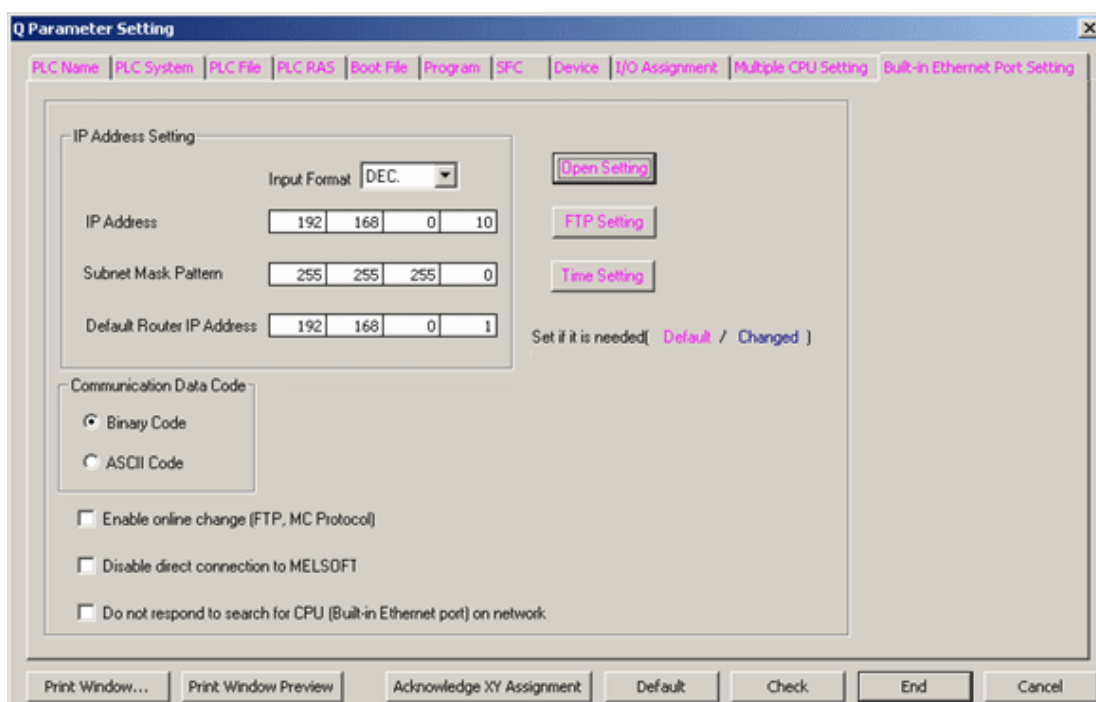 Q Parameter Setting
PLC Name PLC System PLC File PLC RAS Boot File Program SFC Device I/O Assignment Multiple CPU Setting Built-in Ethernet Port Setting
IP Address Setting
Input Format DEC.
IP Address 192 168 0 10
Subnet Mask Pattern 255 255 255 0
Default Router IP Address 192 168 0 1
Open Setting
FTP Setting
Time Setting
Set if it is needed( Default / Changed )
Communication Data Code
Binary Code
ASCII Code
Enable online change (FTP, MC Protocol)
Disable direct connection to MELSOFT
Do not respond to search for CPU (Built-in Ethernet port) on network
Print Window... Print Window Preview Acknowledge XY Assignment Default Check End Cancel